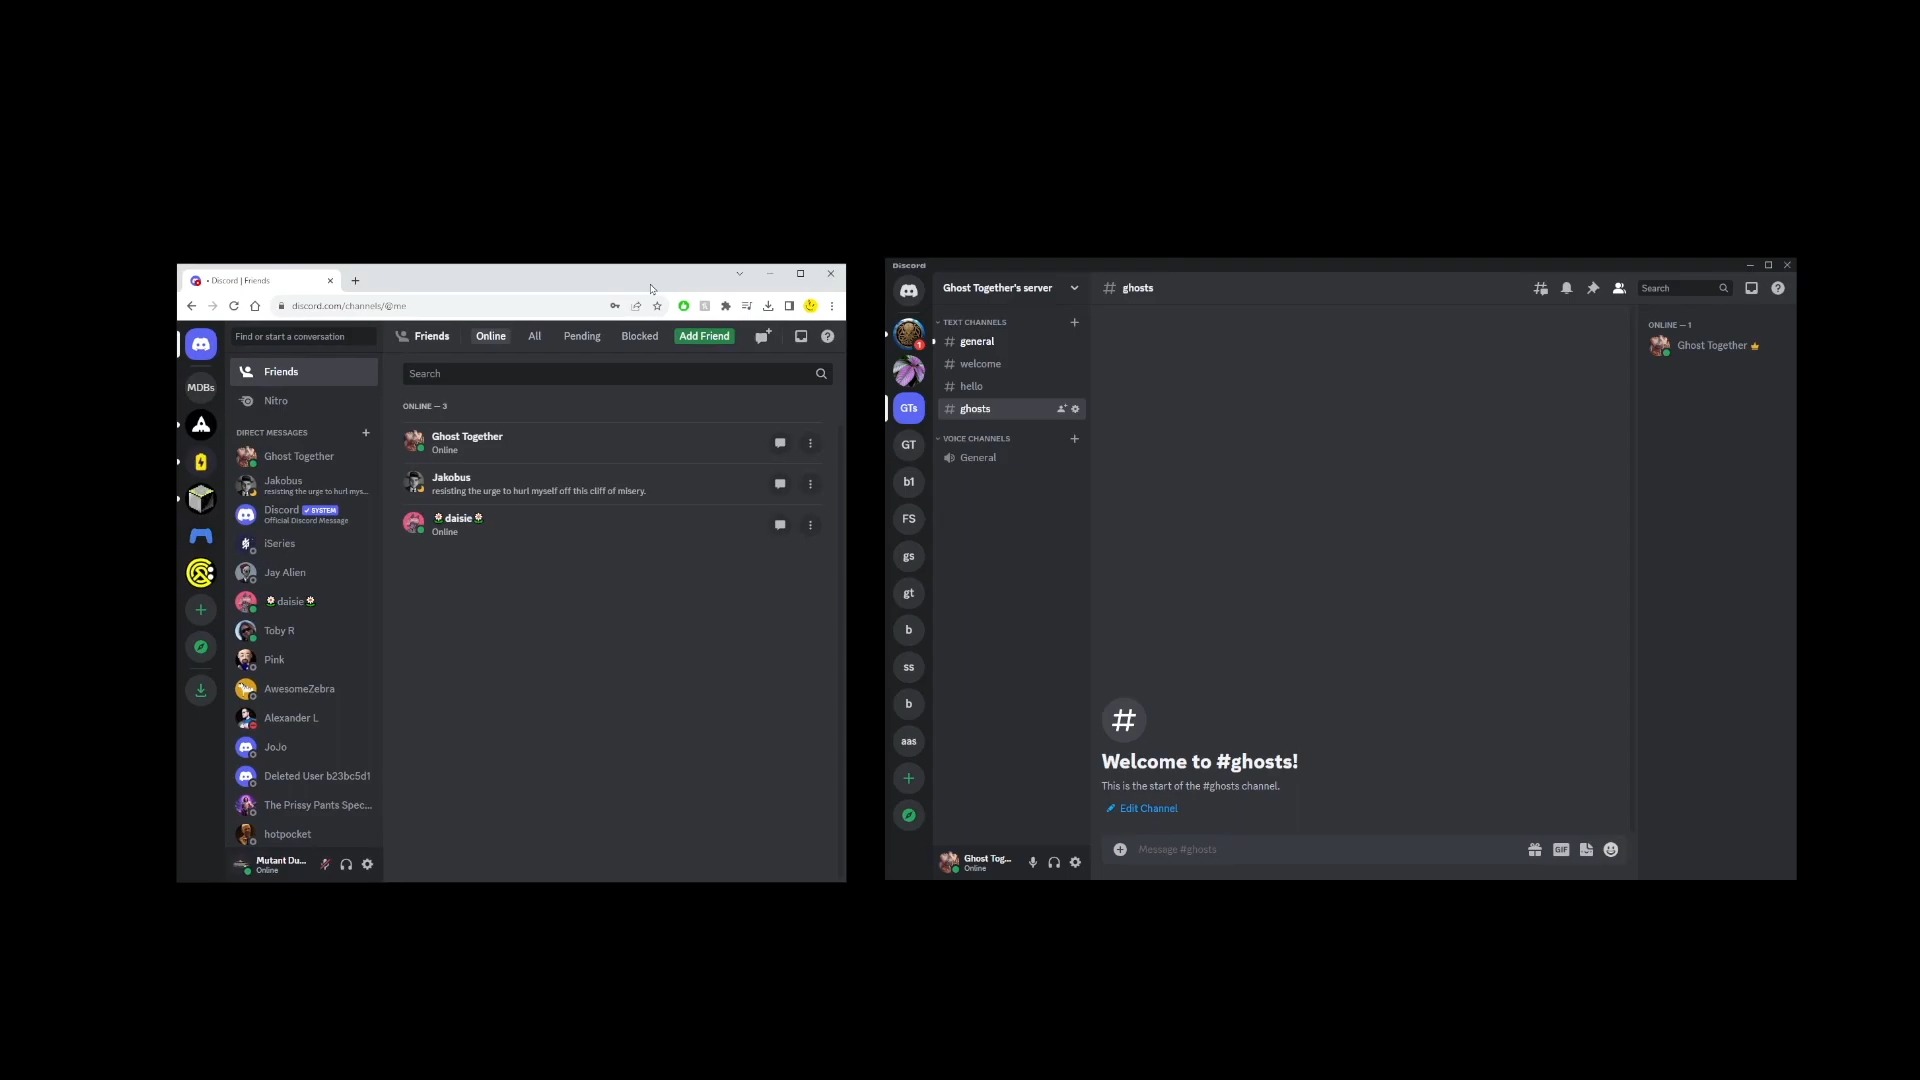 • Discord | Friends
discord.com/channels/@me
MDBs
Find or start a conversation
Friends
Nitro
DIRECT MESSAGES
Ghost Together
Jakobus
resisting the urge to hurl mys...
Discord ✓ SYSTEM
Official Discord Message
iSeries
Jay Alien
🌼daisie🌼
Toby R
Pink
AwesomeZebra
Alexander L
JoJo
Deleted User b23bc5d1
The Prissy Pants Spec...
hotpocket
Mutant Du...
Online
Friends
Online
All
Pending
Blocked
Add Friend
Search
ONLINE — 3
Ghost Together
Online
Jakobus
resisting the urge to hurl myself off this cliff of misery.
🌼daisie🌼
Online
Discord
1
GTs
GT
b1
FS
gs
gt
b
ss
b
aas
Ghost Together's server
TEXT CHANNELS
# general
# welcome
# hello
# ghosts
VOICE CHANNELS
General
Ghost Tog...
Online
# ghosts
Search
#
Welcome to #ghosts!
This is the start of the #ghosts channel.
Edit Channel
Message #ghosts
GIF
ONLINE — 1
Ghost Together